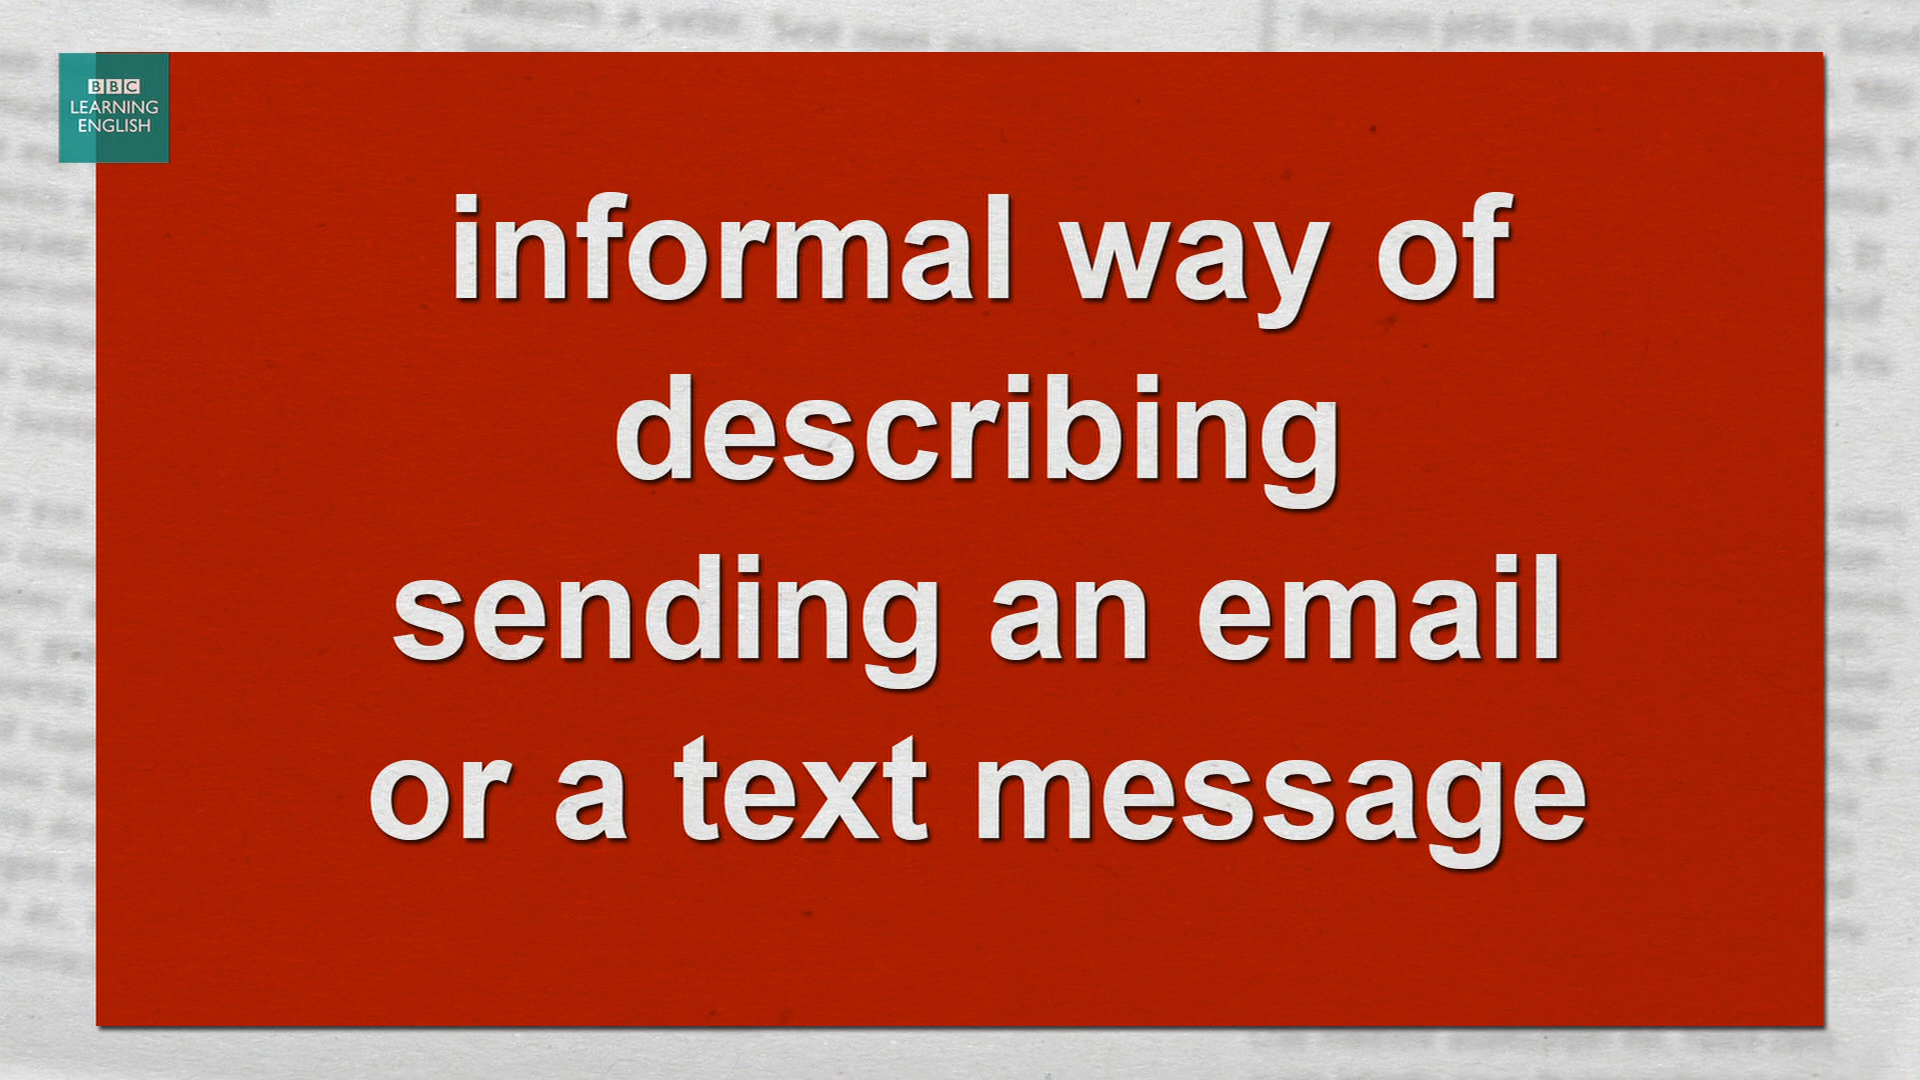 BBC
LEARNING
ENGLISH
informal way of
describing
sending an email
or a text message